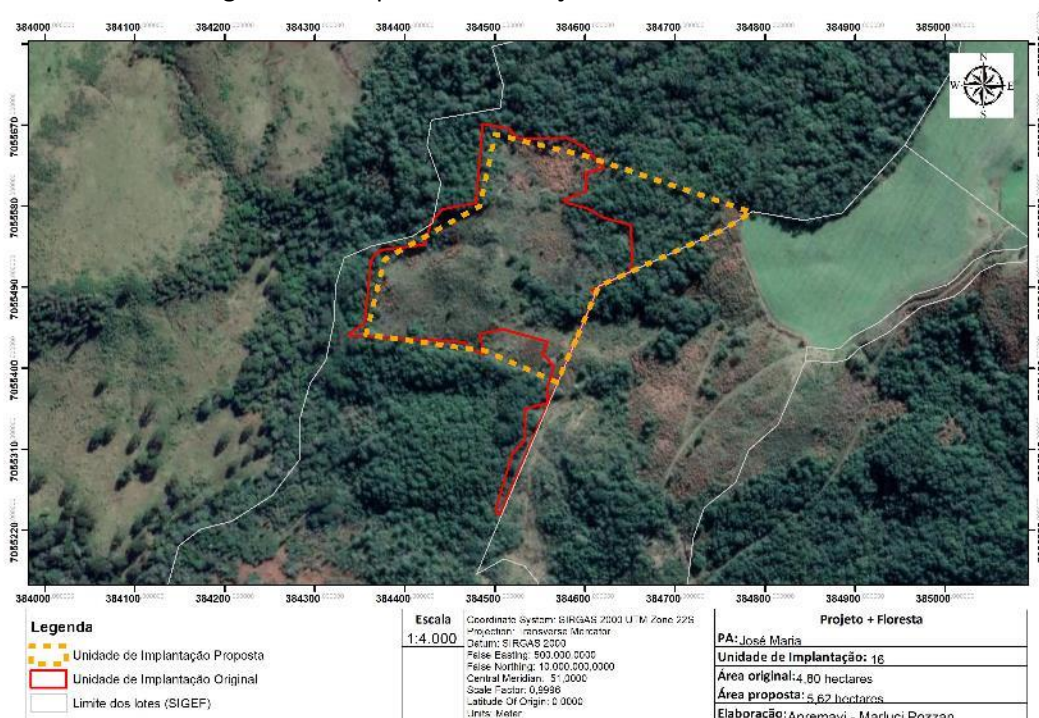 384000 384100 384200 384300 384400 384500 384600 384700 384800 384900 385000
N
W E
S
7055670
7055580
7055490
7055400
7055310
7055220
384000 384100 384200 384300 384400 384500 384600 384700 384800 384900 385000
Legenda
Unidade de Implantação Proposta
Unidade de Implantação Original
Limite dos lotes (SIGEF)
Escala
1:4.000
Coordinate System: SIRGAS 2000 UTM Zone 22S
Projection: Transverse Mercator
Datum: SIRGAS 2000
False Easting: 500.000,0000
False Northing: 10.000.000,0000
Central Meridian: -51,0000
Scale Factor: 0,9996
Latitude Of Origin: 0,0000
Units: Meter
Projeto + Floresta
PA: José Maria
Unidade de Implantação: 16
Área original: 4,80 hectares
Área proposta: 5,62 hectares
Elaboração: Apremavi - Marluci Pozzan